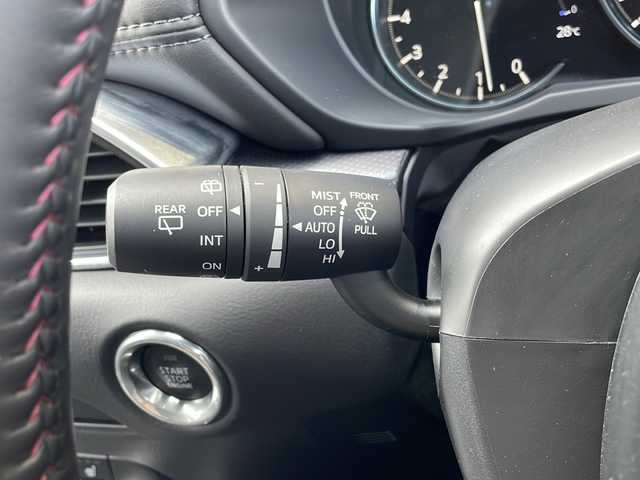 4
3
2
1
0
0
28℃
REAR
OFF
INT
ON
−
+
MIST
OFF
AUTO
LO
HI
FRONT
PULL
START
STOP
ENGINE